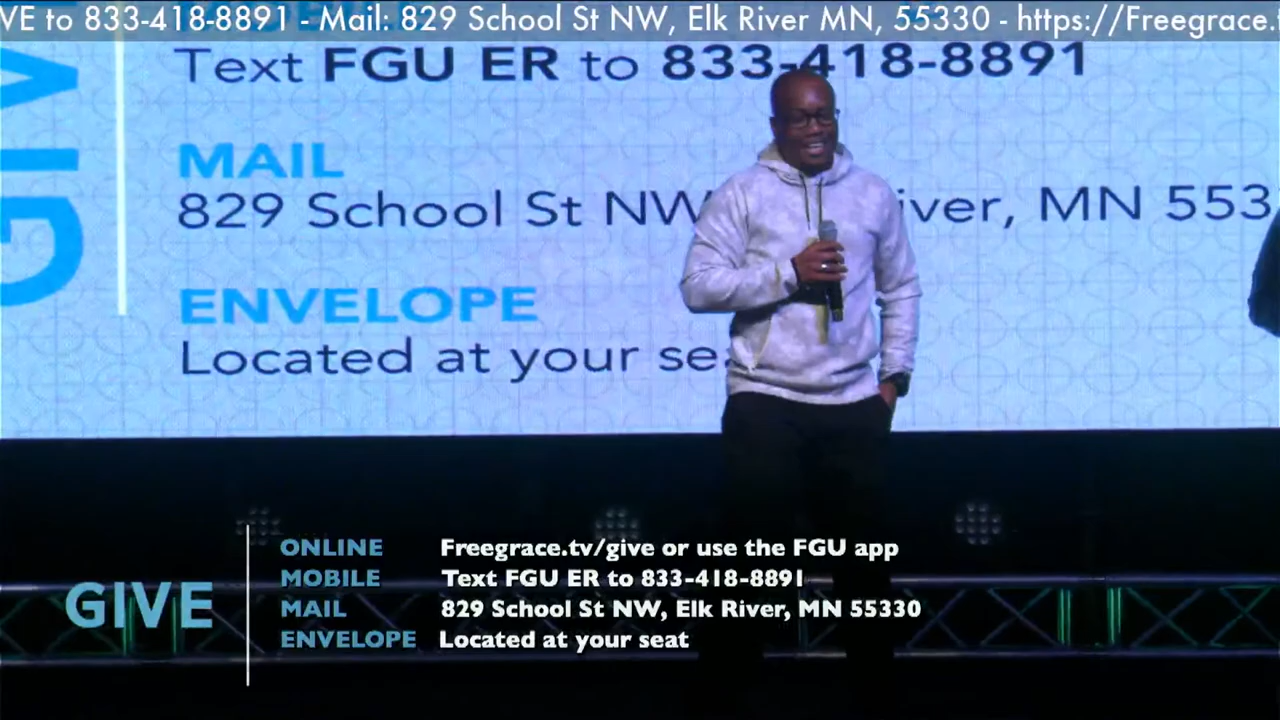 VE to 833-418-8891 - Mail: 829 School St NW, Elk River MN, 55330 - https://Freegrace.
GIV
Text FGU ER to 833-418-8891
MAIL
829 School St NW iver, MN 553
ENVELOPE
Located at your se
GIVE
ONLINE Freegrace.tv/give or use the FGU app
MOBILE Text FGU ER to 833-418-8891
MAIL 829 School St NW, Elk River, MN 55330
ENVELOPE Located at your seat